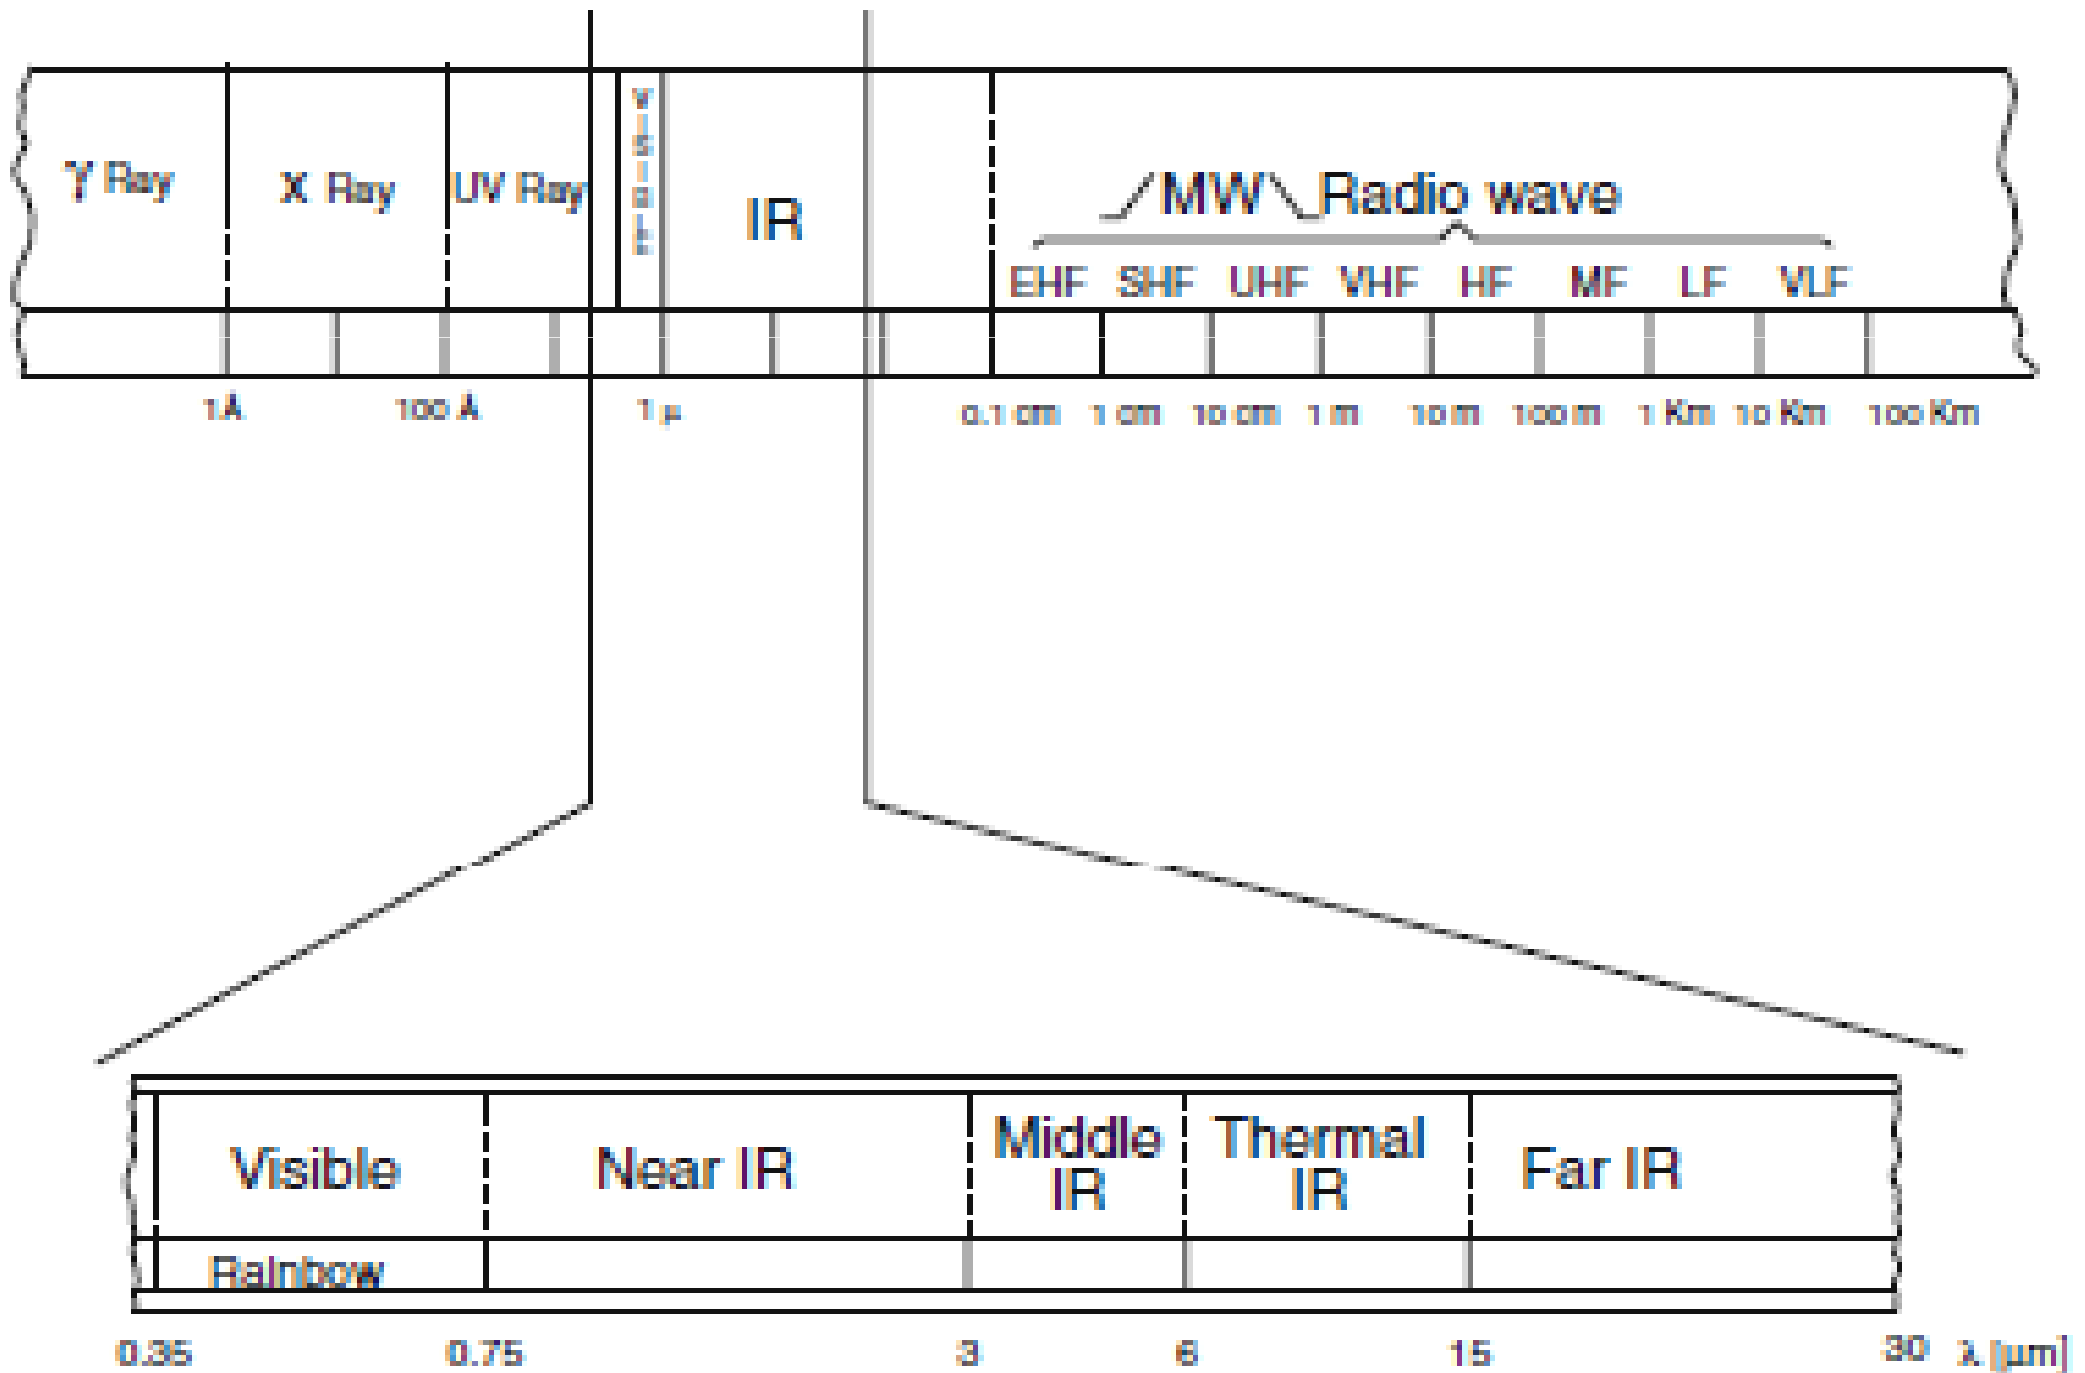 γ Ray
X Ray
UV Ray
VISIBLE
IR
MW
Radio wave
EHF SHF UHF VHF HF MF LF VLF
1Å 100 Å 1 μ 0.1 cm 1 cm 10 cm 1 m 10 m 100 m 1 Km 10 Km 100 Km
Visible
Near IR
Middle
IR
Thermal
IR
Far IR
Rainbow
0.35 0.75 3 6 15 30 λ [μm]